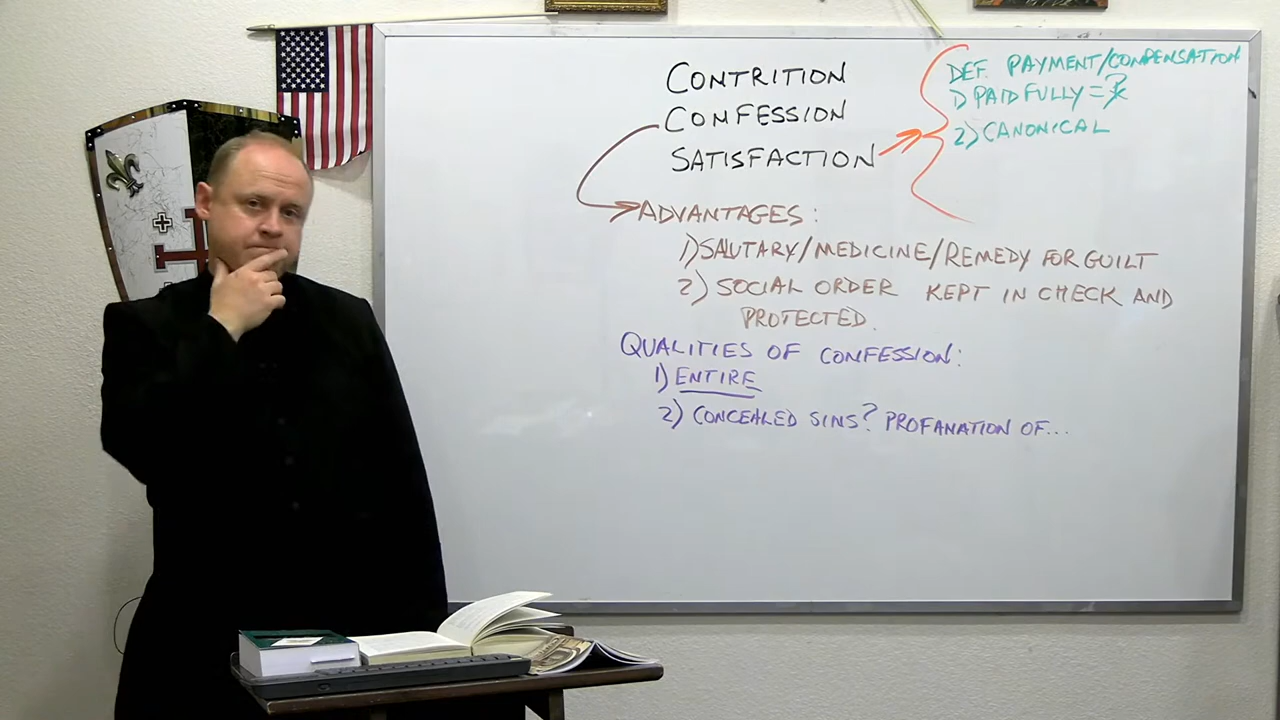 CONTRITION
CONFESSION
SATISFACTION
DEF. PAYMENT/COMPENSATION
1) PAID FULLY =
2) CANONICAL
ADVANTAGES:
1) SALUTARY/MEDICINE/REMEDY FOR GUILT
2) SOCIAL ORDER KEPT IN CHECK AND
PROTECTED.
QUALITIES OF CONFESSION:
1) ENTIRE
2) CONCEALED SINS? PROFANATION OF...